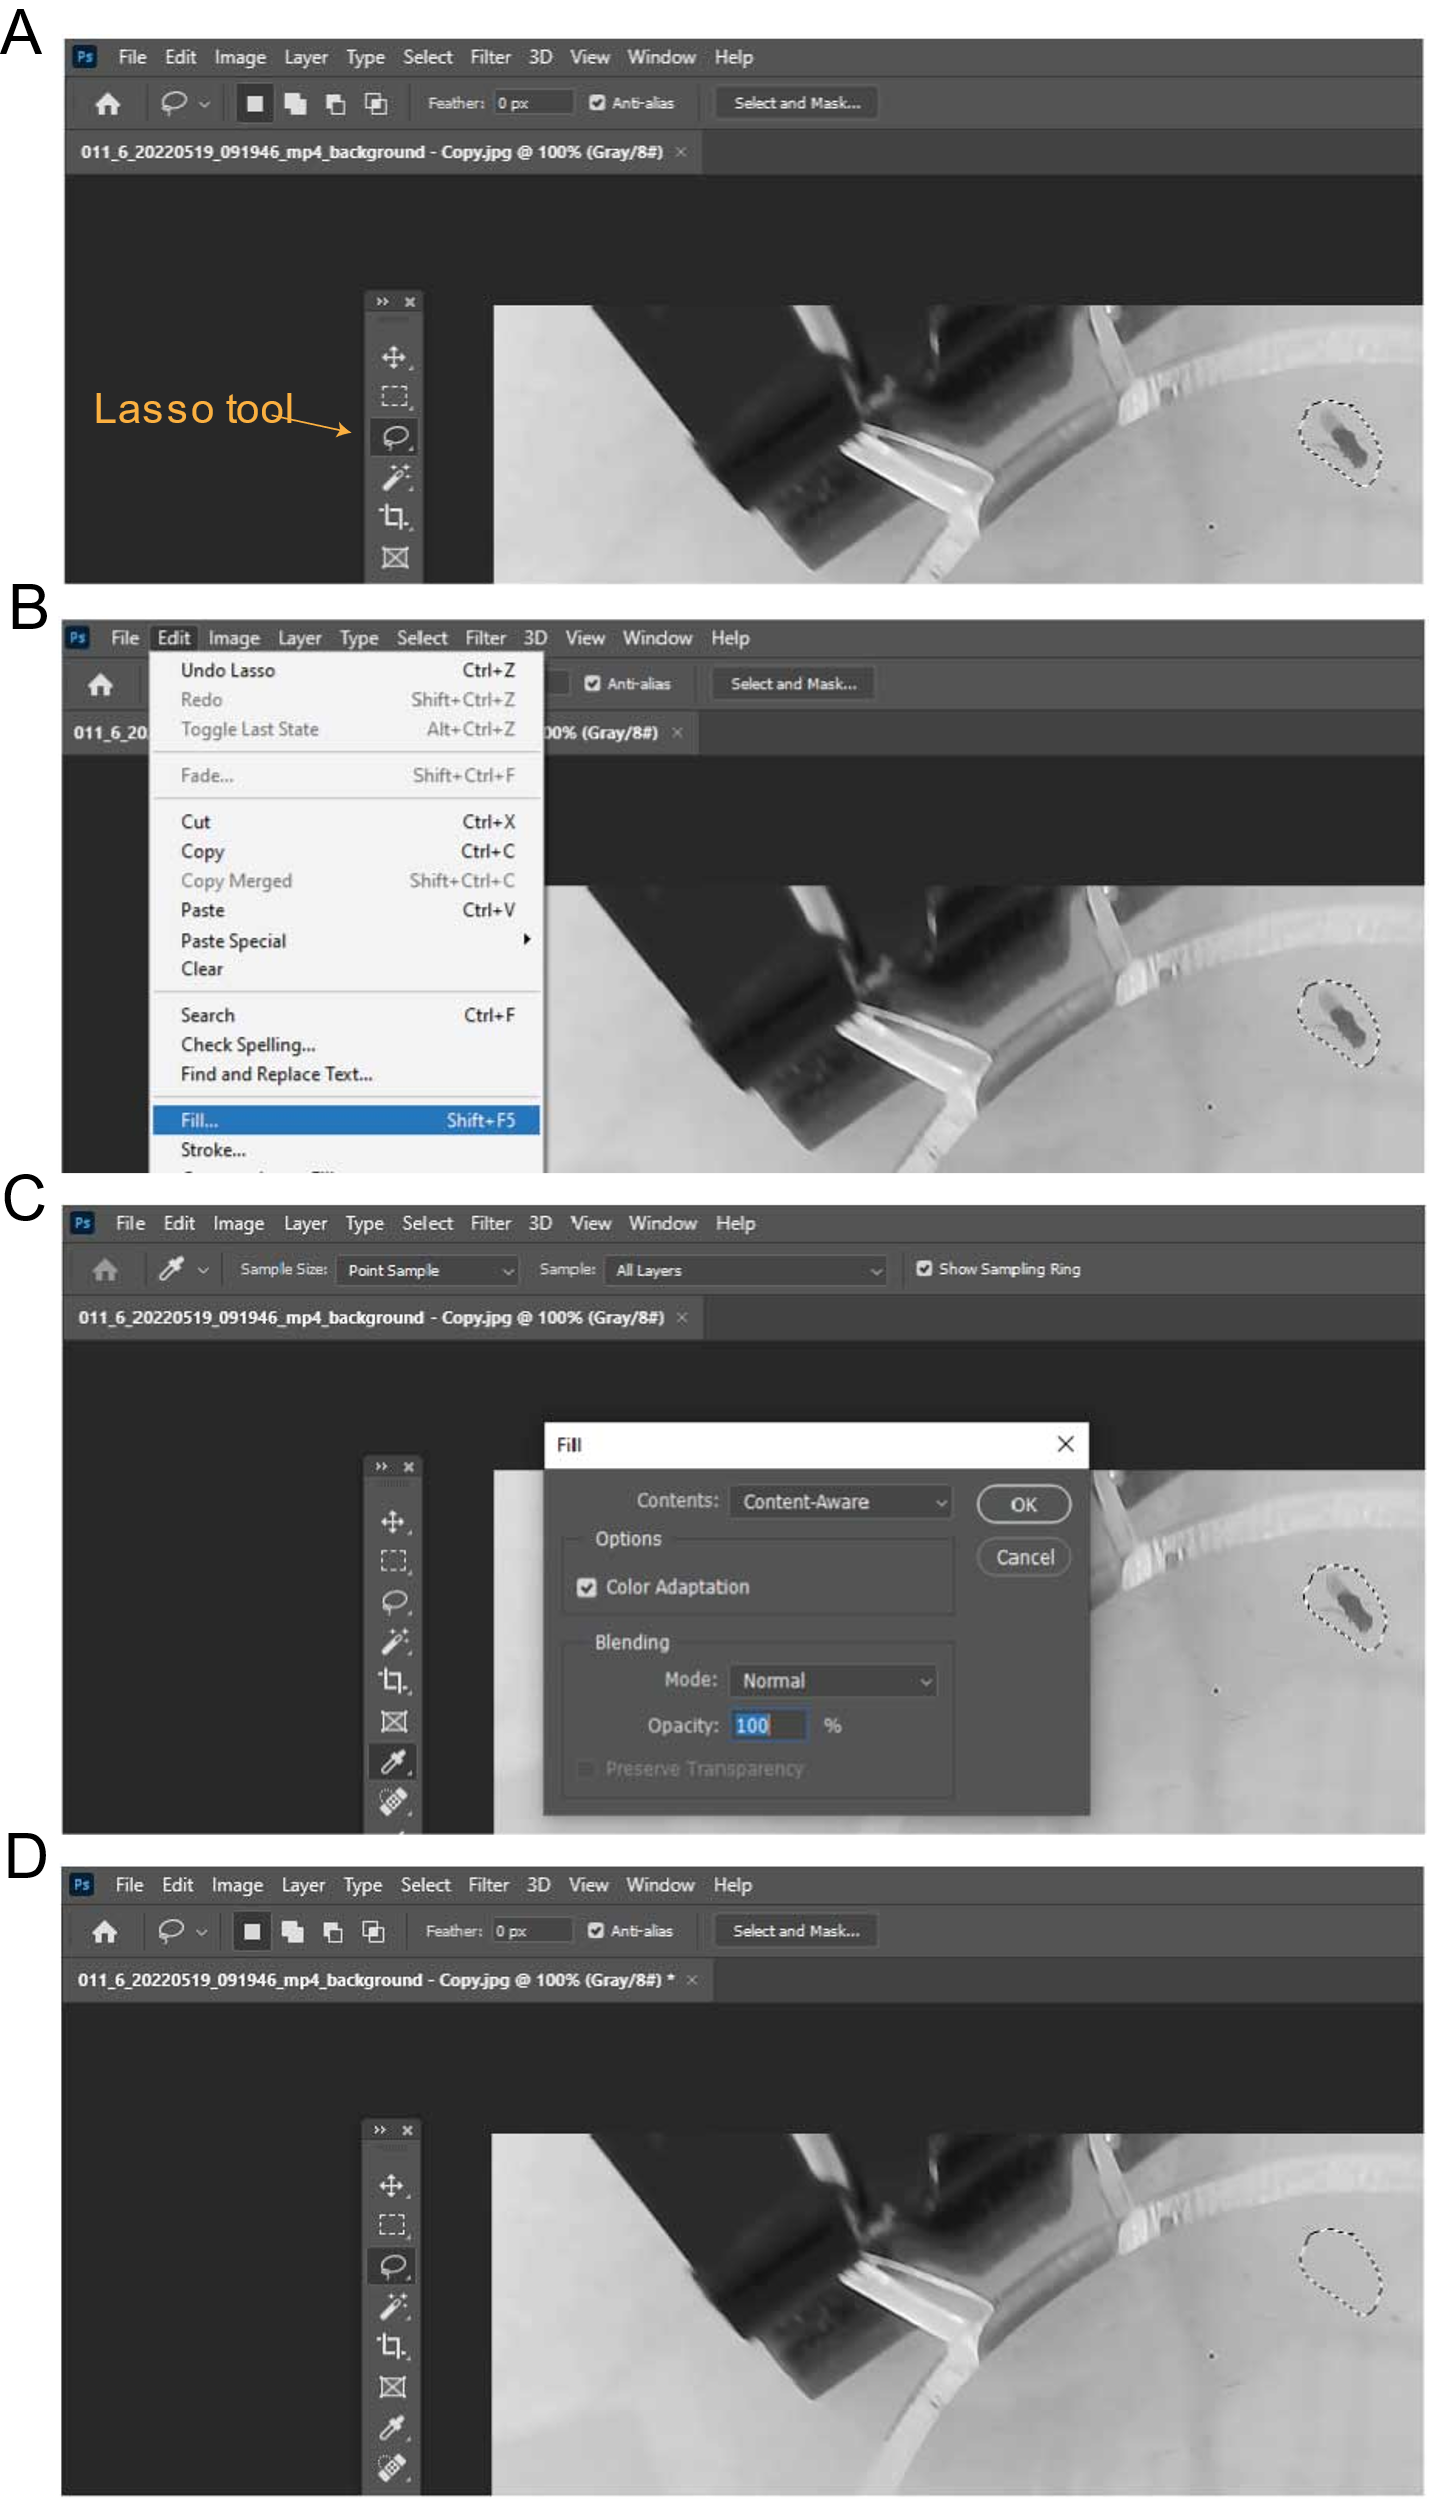 A
Ps File Edit Image Layer Type Select Filter 3D View Window Help
Feather: 0 px Anti-alias Select and Mask...
011_6_20220519_091946_mp4_background - Copy.jpg @ 100% (Gray/8#) ×
Lasso tool
B
Ps File Edit Image Layer Type Select Filter 3D View Window Help
Anti-alias Select and Mask...
011_6_20 00% (Gray/8#) ×
Undo Lasso Ctrl+Z
Redo Shift+Ctrl+Z
Toggle Last State Alt+Ctrl+Z
Fade... Shift+Ctrl+F
Cut Ctrl+X
Copy Ctrl+C
Copy Merged Shift+Ctrl+C
Paste Ctrl+V
Paste Special
Clear
Search Ctrl+F
Check Spelling...
Find and Replace Text...
Fill... Shift+F5
Stroke...
C
Ps File Edit Image Layer Type Select Filter 3D View Window Help
Sample Size: Point Sample Sample: All Layers Show Sampling Ring
011_6_20220519_091946_mp4_background - Copy.jpg @ 100% (Gray/8#) ×
Fill
Contents: Content-Aware OK
Options
Cancel
Color Adaptation
Blending
Mode: Normal
Opacity: 100 %
Preserve Transparency
D
Ps File Edit Image Layer Type Select Filter 3D View Window Help
Feather: 0 px Anti-alias Select and Mask...
011_6_20220519_091946_mp4_background - Copy.jpg @ 100% (Gray/8#) * ×